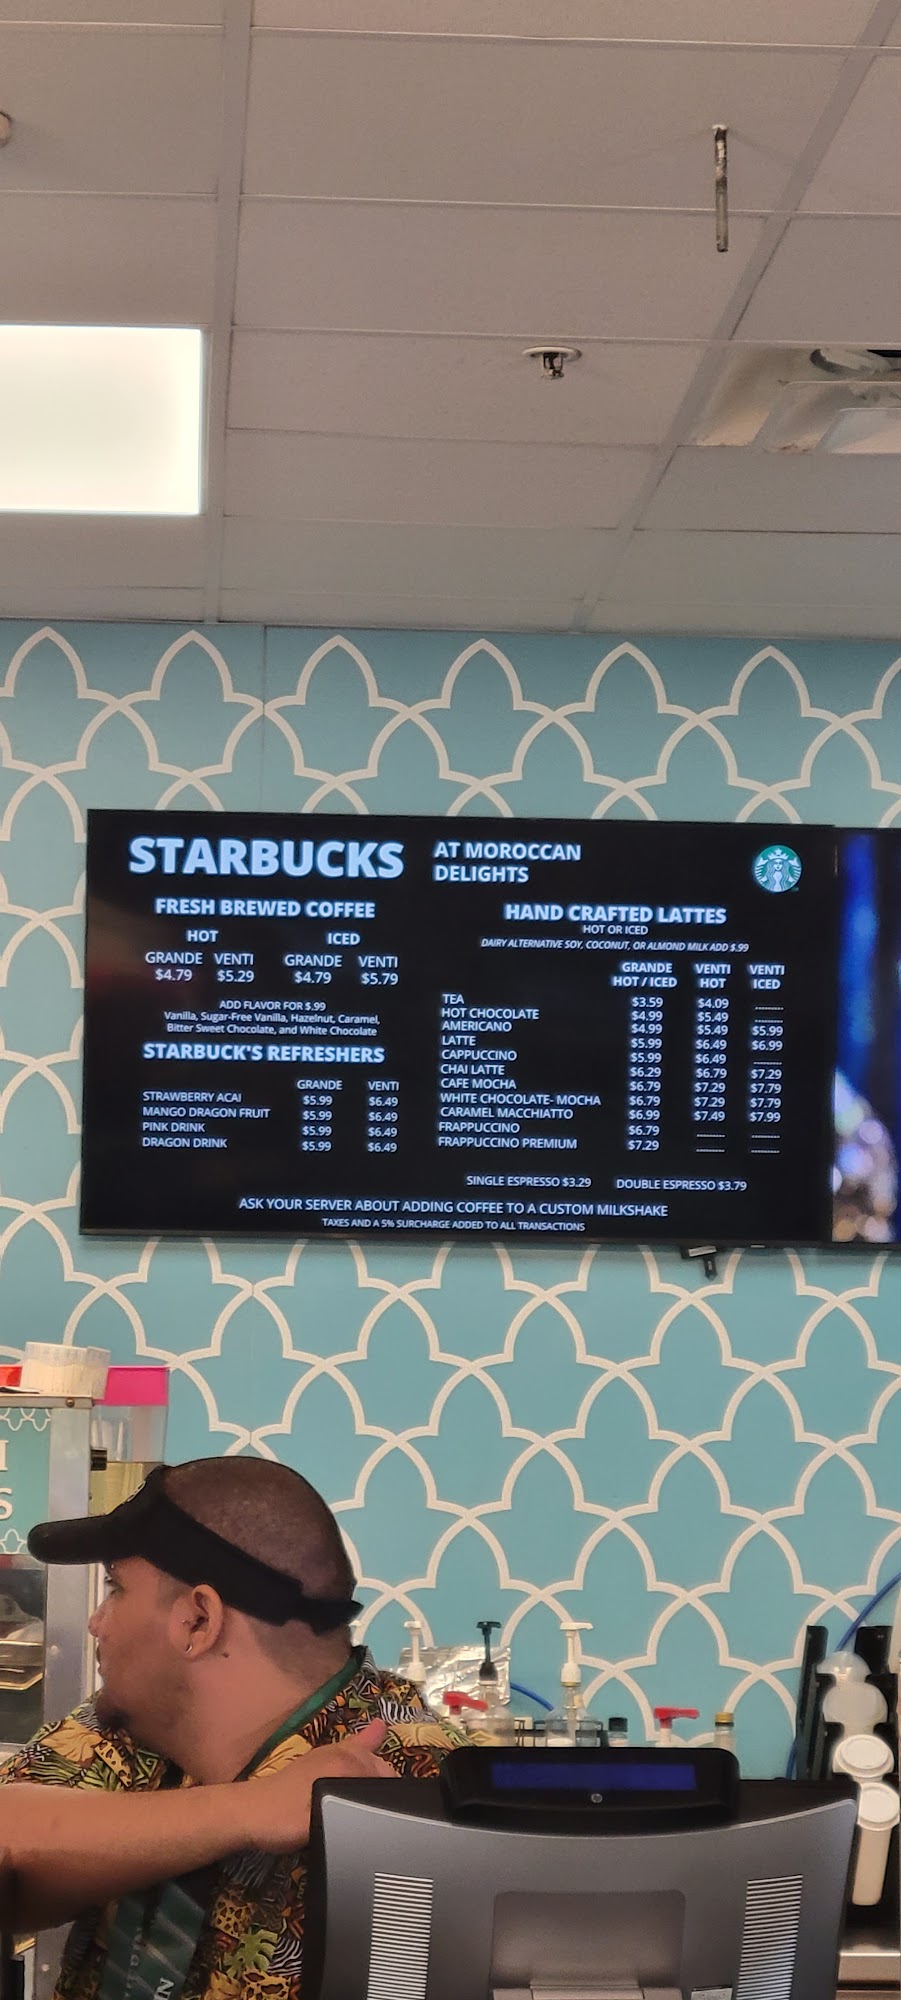 STARBUCKS AT MOROCCAN
DELIGHTS
FRESH BREWED COFFEE
HOT ICED
GRANDE VENTI GRANDE VENTI
$4.79 $5.29 $4.79 $5.79
ADD FLAVOR FOR $.99
Vanilla, Sugar-Free Vanilla, Hazelnut, Caramel,
Bitter Sweet Chocolate, and White Chocolate
STARBUCK'S REFRESHERS
GRANDE VENTI
STRAWBERRY ACAI $5.99 $6.49
MANGO DRAGON FRUIT $5.99 $6.49
PINK DRINK $5.99 $6.49
DRAGON DRINK $5.99 $6.49
HAND CRAFTED LATTES
HOT OR ICED
DAIRY ALTERNATIVE SOY, COCONUT, OR ALMOND MILK ADD $.99
GRANDE VENTI VENTI
HOT / ICED HOT ICED
TEA $3.59 $4.09 ..........
HOT CHOCOLATE $4.99 $5.49 ..........
AMERICANO $4.99 $5.49 $5.99
LATTE $5.99 $6.49 $6.99
CAPPUCCINO $5.99 $6.49 ..........
CHAI LATTE $6.29 $6.79 $7.29
CAFE MOCHA $6.79 $7.29 $7.79
WHITE CHOCOLATE- MOCHA $6.79 $7.29 $7.79
CARAMEL MACCHIATTO $6.99 $7.49 $7.99
FRAPPUCCINO $6.79 .......... ..........
FRAPPUCCINO PREMIUM $7.29 .......... ..........
SINGLE ESPRESSO $3.29 DOUBLE ESPRESSO $3.79
ASK YOUR SERVER ABOUT ADDING COFFEE TO A CUSTOM MILKSHAKE
TAXES AND A 5% SURCHARGE ADDED TO ALL TRANSACTIONS
hp